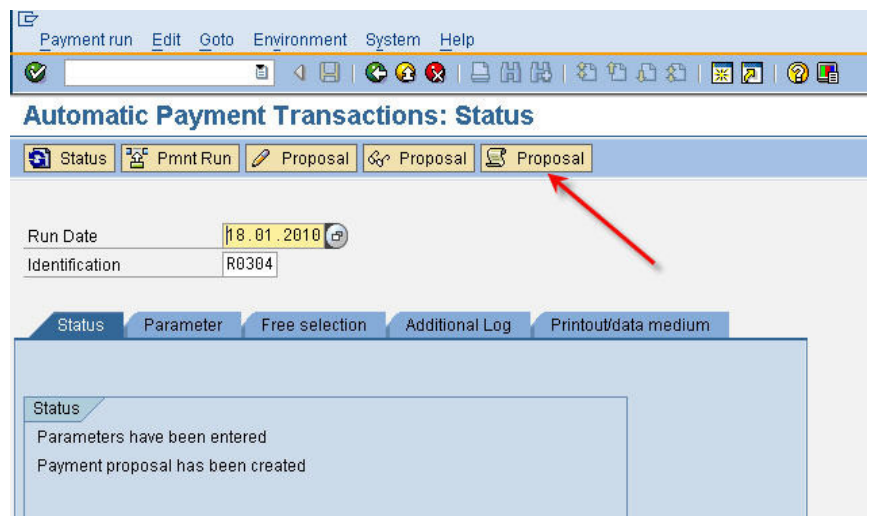 Payment run Edit Goto Environment System Help
Automatic Payment Transactions: Status
Status Pmnt Run Proposal Proposal Proposal
Run Date 18.01.2010
Identification R0304
Status Parameter Free selection Additional Log Printout/data medium
Status
Parameters have been entered
Payment proposal has been created